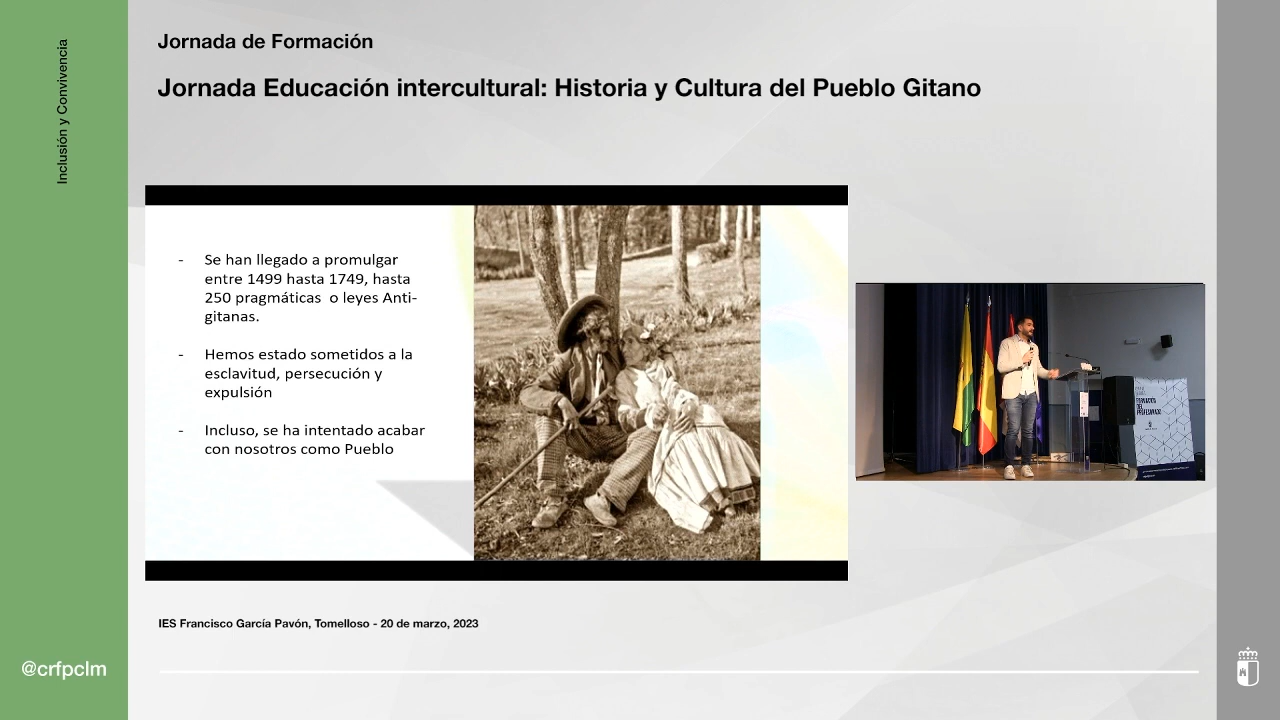 Inclusión y Convivencia
Jornada de Formación
Jornada Educación intercultural: Historia y Cultura del Pueblo Gitano
- Se han llegado a promulgar
entre 1499 hasta 1749, hasta
250 pragmáticas o leyes Anti-
gitanas.
- Hemos estado sometidos a la
esclavitud, persecución y
expulsión
- Incluso, se ha intentado acabar
con nosotros como Pueblo
IES Francisco García Pavón, Tomelloso - 20 de marzo, 2023
@crfpclm